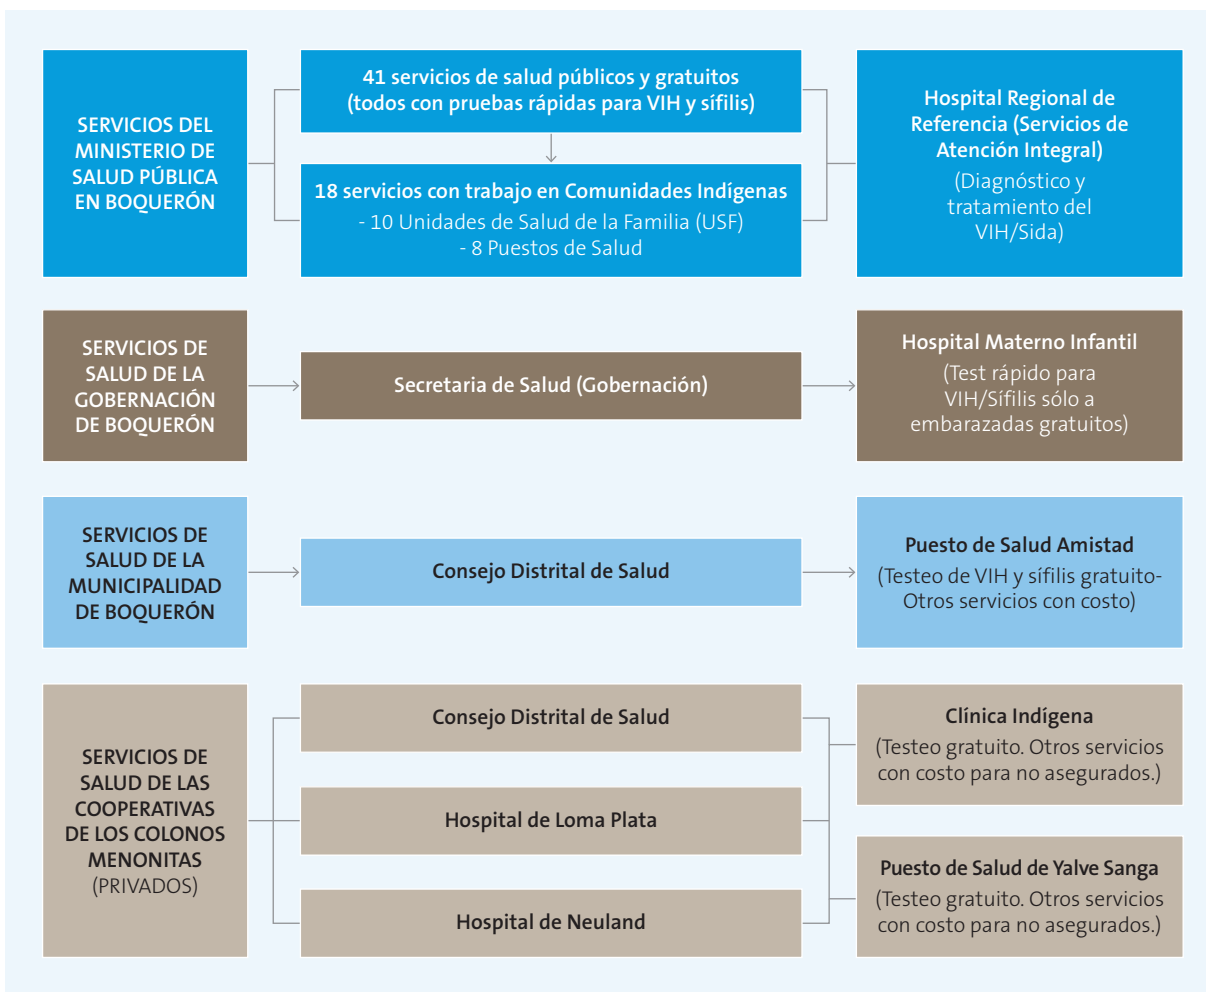 SERVICIOS DEL
MINISTERIO DE
SALUD PÚBLICA
EN BOQUERÓN
41 servicios de salud públicos y gratuitos
(todos con pruebas rápidas para VIH y sífilis)
18 servicios con trabajo en Comunidades Indígenas
- 10 Unidades de Salud de la Familia (USF)
- 8 Puestos de Salud
Hospital Regional de
Referencia (Servicios de
Atención Integral)
(Diagnóstico y
tratamiento del
VIH/Sida)
SERVICIOS DE
SALUD DE LA
GOBERNACIÓN
DE BOQUERÓN
Secretaria de Salud (Gobernación)
Hospital Materno Infantil
(Test rápido para
VIH/Sífilis sólo a
embarazadas gratuitos)
SERVICIOS DE
SALUD DE LA
MUNICIPALIDAD
DE BOQUERÓN
Consejo Distrital de Salud
Puesto de Salud Amistad
(Testeo de VIH y sífilis gratuito-
Otros servicios con costo)
SERVICIOS DE
SALUD DE LAS
COOPERATIVAS
DE LOS COLONOS
MENONITAS
(PRIVADOS)
Consejo Distrital de Salud
Hospital de Loma Plata
Hospital de Neuland
Clínica Indígena
(Testeo gratuito. Otros servicios
con costo para no asegurados.)
Puesto de Salud de Yalve Sanga
(Testeo gratuito. Otros servicios
con costo para no asegurados.)